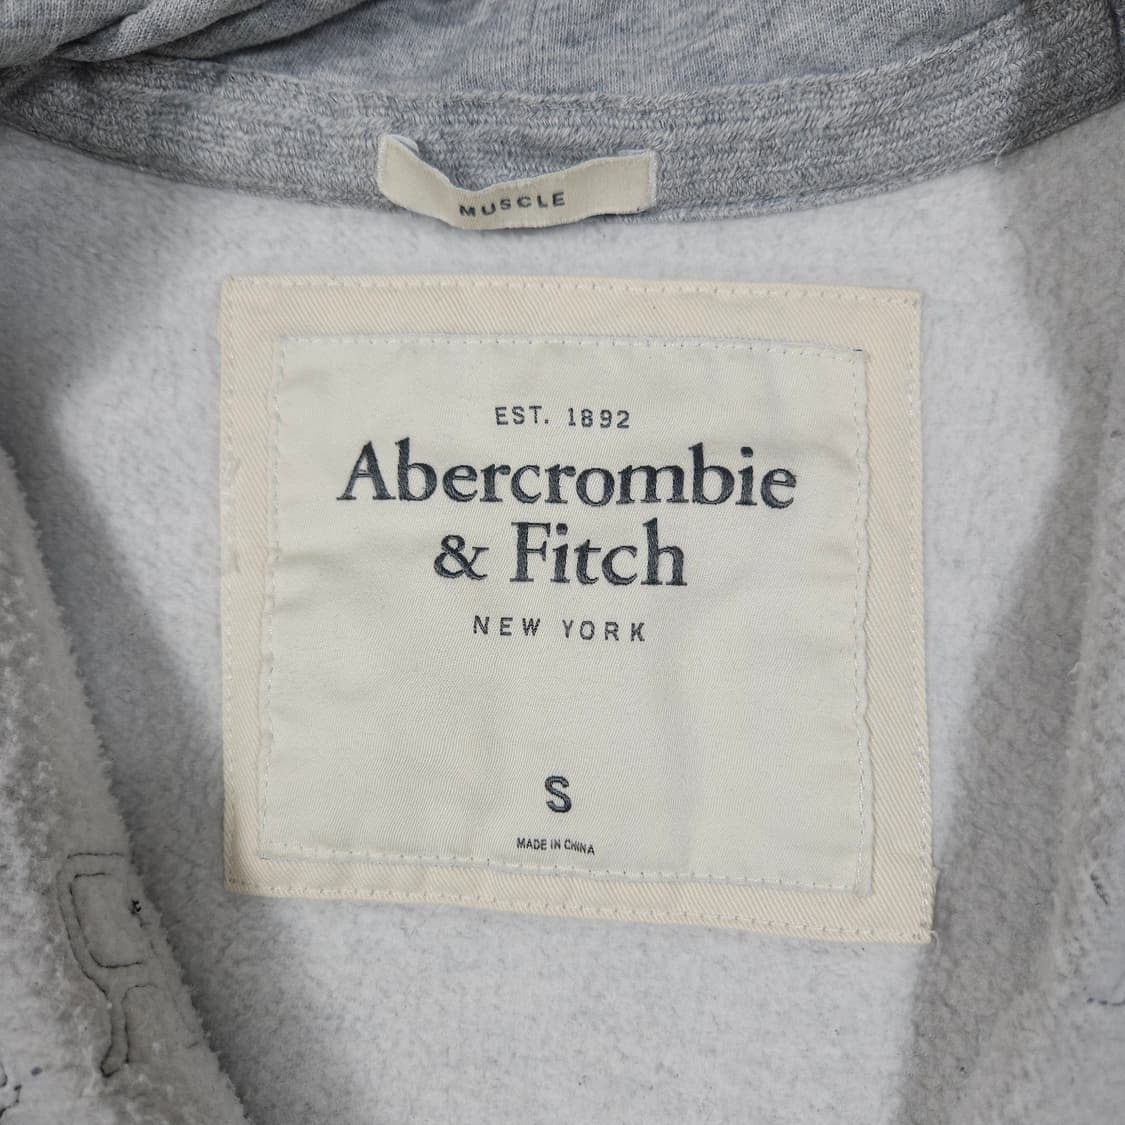 MUSCLE
EST. 1892
Abercrombie
& Fitch
NEW YORK
S
MADE IN CHINA